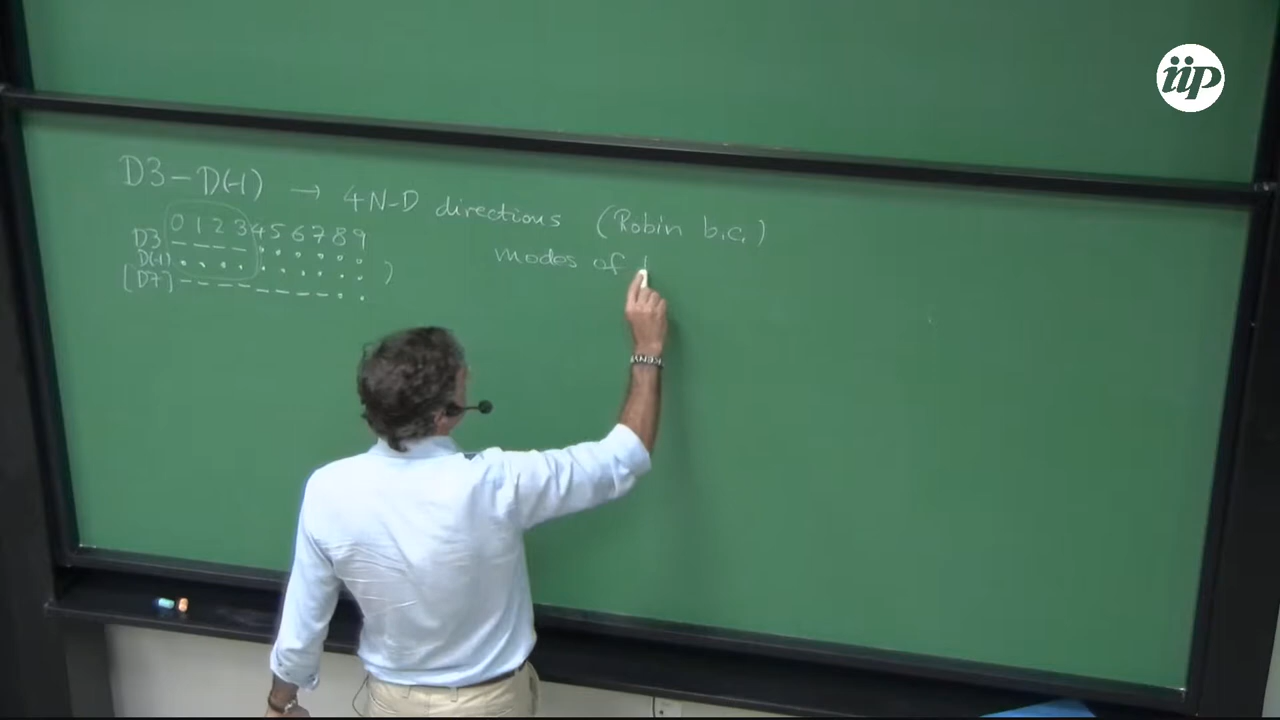 iip
D3-D(-1) → 4 N-D directions (Robin b.c.)
0 1 2 3 4 5 6 7 8 9
D3 - - - - · · · · · ·
modes of
D(-1) · · · · · · · · · · )
[D7] - - - - - - - - · ·